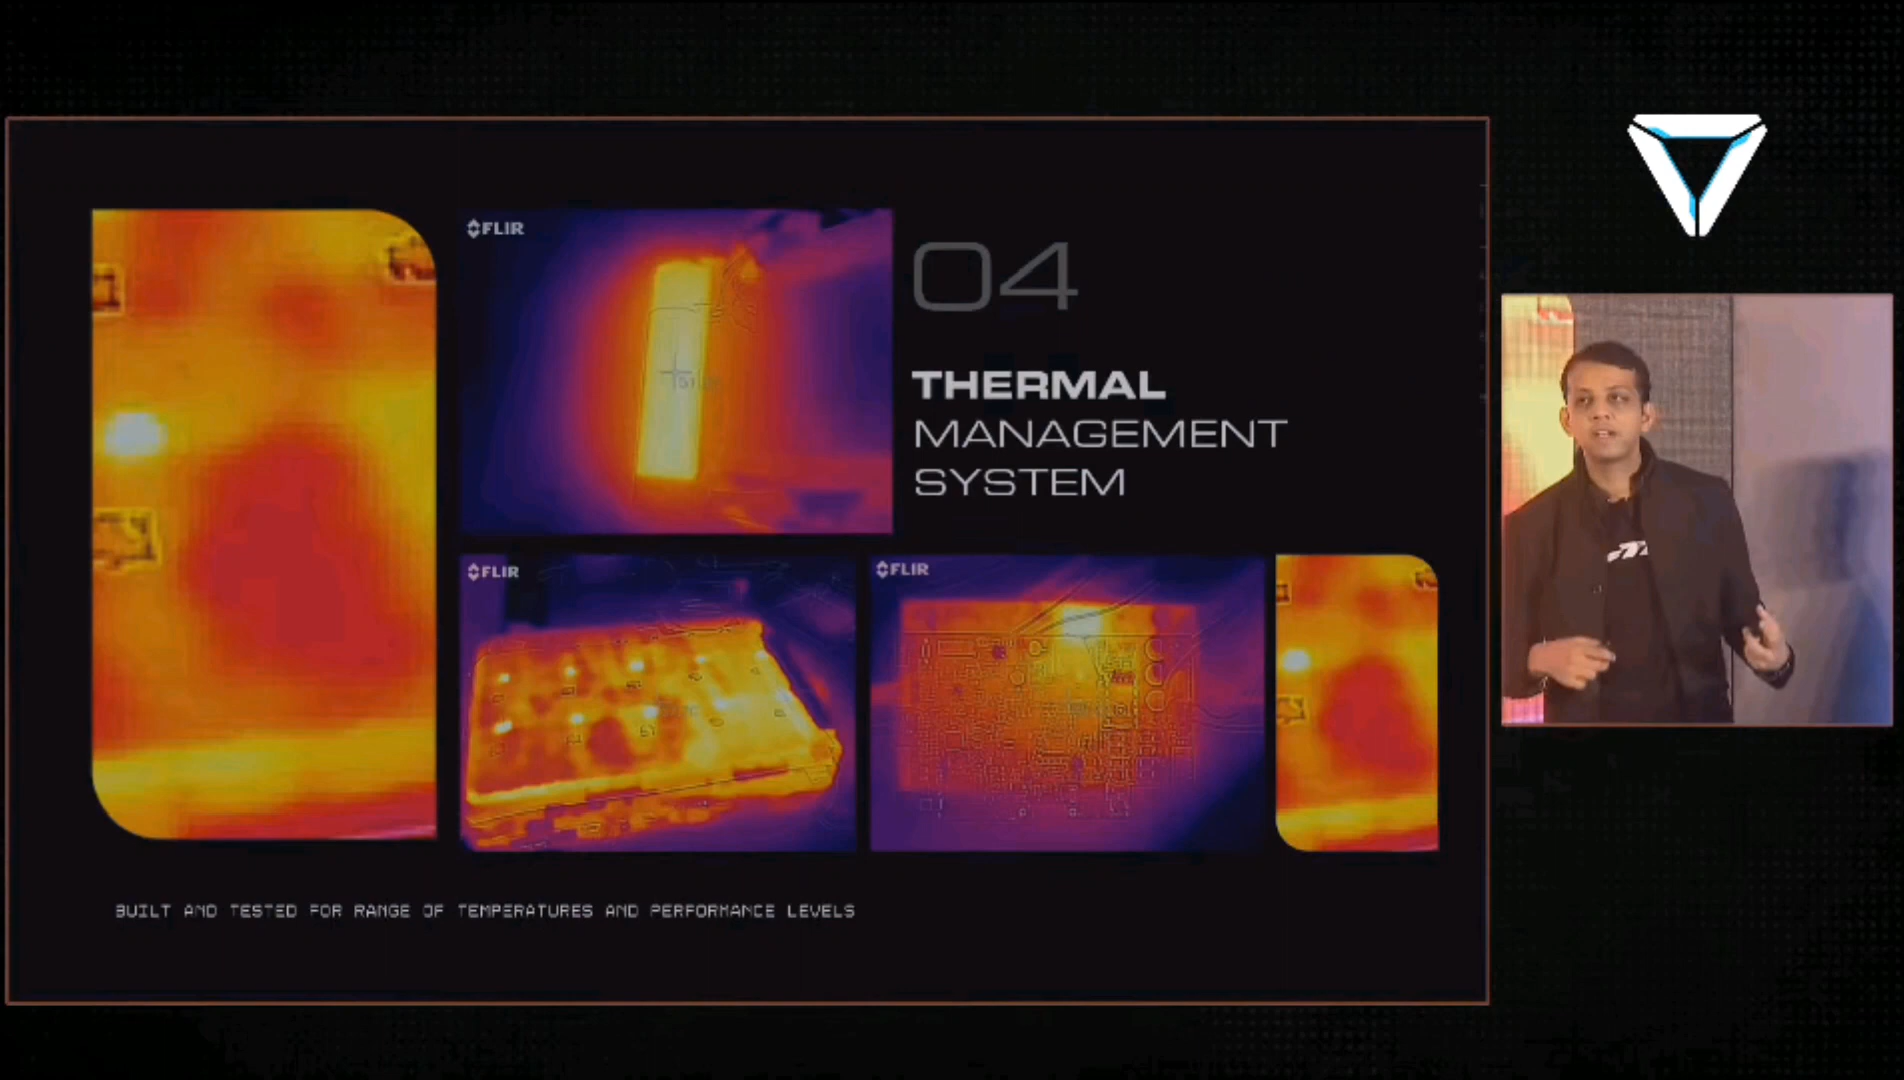 FLIR
04
THERMAL
MANAGEMENT
SYSTEM
FLIR
FLIR
BUILT AND TESTED FOR RANGE OF TEMPERATURES AND PERFORMANCE LEVELS